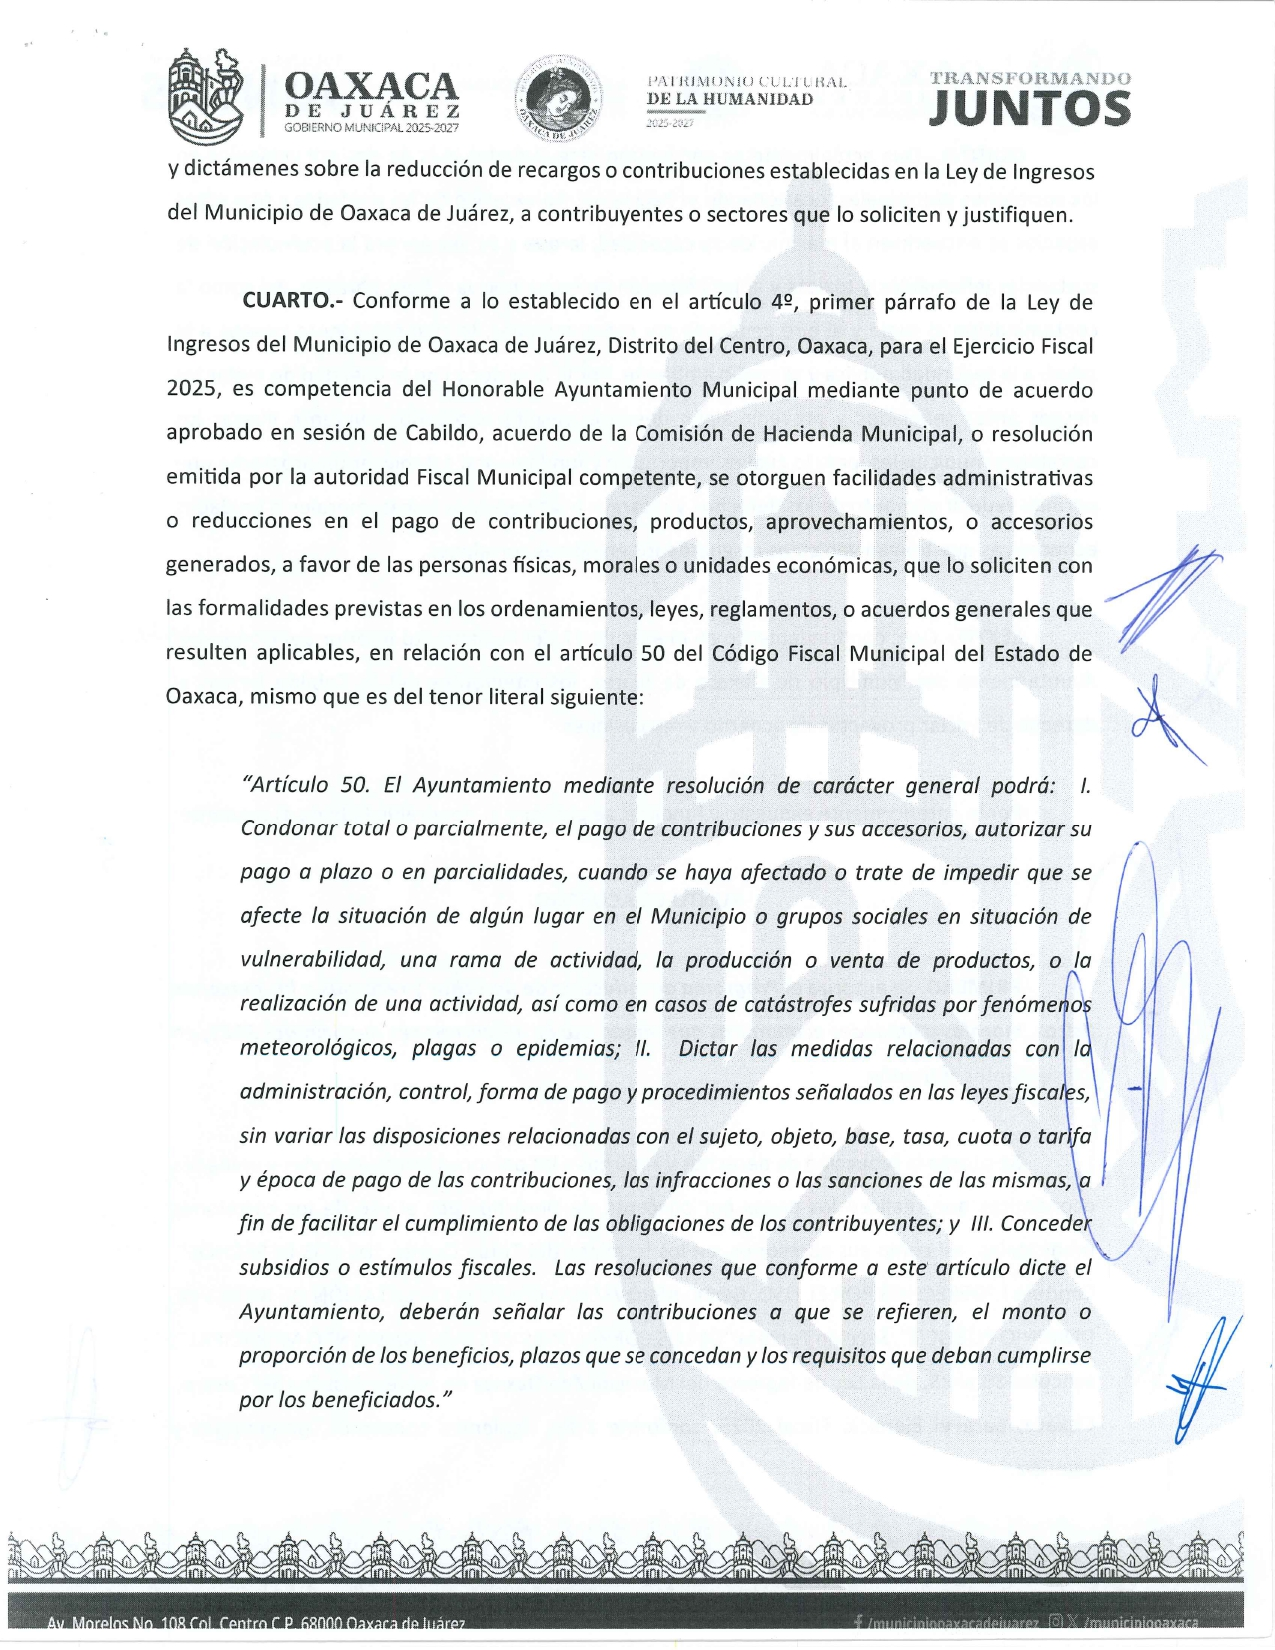 OAXACA
DE JUÁREZ
GOBIERNO MUNICIPAL 2025-2027
OAXACA DE JUÁREZ
PATRIMONIO CULTURAL
DE LA HUMANIDAD
2025-2027
TRANSFORMANDO
JUNTOS
y dictámenes sobre la reducción de recargos o contribuciones establecidas en la Ley de Ingresos
del Municipio de Oaxaca de Juárez, a contribuyentes o sectores que lo soliciten y justifiquen.
CUARTO.- Conforme a lo establecido en el artículo 4º, primer párrafo de la Ley de
Ingresos del Municipio de Oaxaca de Juárez, Distrito del Centro, Oaxaca, para el Ejercicio Fiscal
2025, es competencia del Honorable Ayuntamiento Municipal mediante punto de acuerdo
aprobado en sesión de Cabildo, acuerdo de la Comisión de Hacienda Municipal, o resolución
emitida por la autoridad Fiscal Municipal competente, se otorguen facilidades administrativas
o reducciones en el pago de contribuciones, productos, aprovechamientos, o accesorios
generados, a favor de las personas físicas, morales o unidades económicas, que lo soliciten con
las formalidades previstas en los ordenamientos, leyes, reglamentos, o acuerdos generales que
resulten aplicables, en relación con el artículo 50 del Código Fiscal Municipal del Estado de
Oaxaca, mismo que es del tenor literal siguiente:
“Artículo 50. El Ayuntamiento mediante resolución de carácter general podrá: I.
Condonar total o parcialmente, el pago de contribuciones y sus accesorios, autorizar su
pago a plazo o en parcialidades, cuando se haya afectado o trate de impedir que se
afecte la situación de algún lugar en el Municipio o grupos sociales en situación de
vulnerabilidad, una rama de actividad, la producción o venta de productos, o la
realización de una actividad, así como en casos de catástrofes sufridas por fenómenos
meteorológicos, plagas o epidemias; II. Dictar las medidas relacionadas con la
administración, control, forma de pago y procedimientos señalados en las leyes fiscales,
sin variar las disposiciones relacionadas con el sujeto, objeto, base, tasa, cuota o tarifa
y época de pago de las contribuciones, las infracciones o las sanciones de las mismas, a
fin de facilitar el cumplimiento de las obligaciones de los contribuyentes; y III. Conceder
subsidios o estímulos fiscales. Las resoluciones que conforme a este artículo dicte el
Ayuntamiento, deberán señalar las contribuciones a que se refieren, el monto o
proporción de los beneficios, plazos que se concedan y los requisitos que deban cumplirse
por los beneficiados.”
Av. Morelos No. 108 Col. Centro C.P. 68000 Oaxaca de Juárez
/municipiooaxacadejuarez /municipiooaxaca